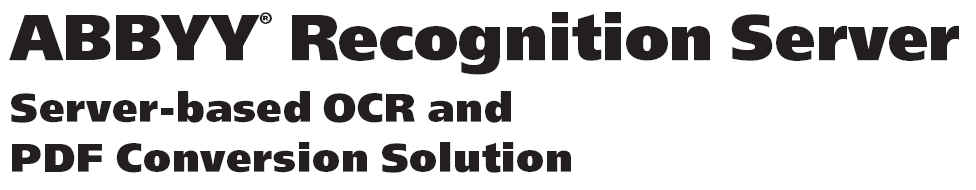 ABBYY® Recognition Server
Server-based OCR and
PDF Conversion Solution